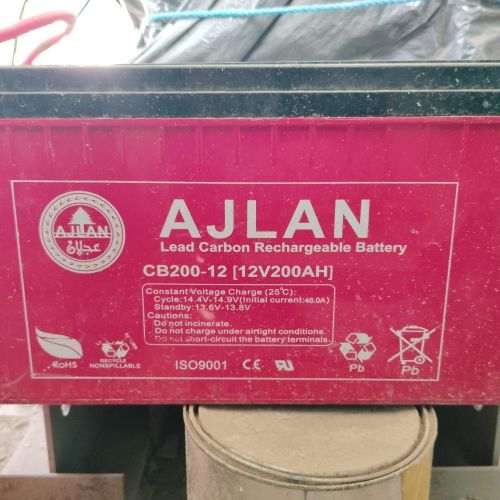 AJLAN
AJLAN
عجلان
Lead Carbon Rechargeable Battery
CB200-12 [12V200AH]
Constant Voltage Charge (25℃):
Cycle:14.4V-14.9V(Initial current:46.0A)
Standby:13.6V-13.8V
Cautions:
Do not incinerate.
Do not charge under airtight conditions.
Do not short-circuit the battery terminals.
RoHS
RECYCLE
NONSPILLABLE
ISO9001
CE
Pb
Pb